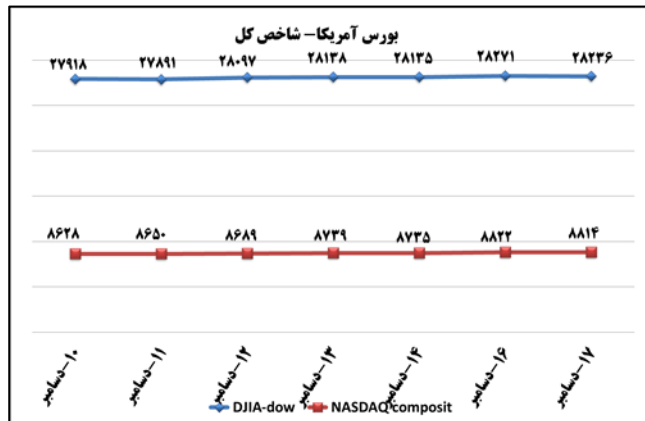 بورس آمریکا- شاخص کل
۲۷۹۱۸ ۲۷۸۹۱ ۲۸۰۹۷ ۲۸۱۳۸ ۲۸۱۳۵ ۲۸۲۷۱ ۲۸۲۳۶
۸۶۲۸ ۸۶۵۰ ۸۶۸۹ ۸۷۳۹ ۸۷۳۵ ۸۸۲۲ ۸۸۱۴
۱۰-دسامبر ۱۱-دسامبر ۱۲-دسامبر ۱۳-دسامبر ۱۴-دسامبر ۱۶-دسامبر ۱۷-دسامبر
DJIA-dow NASDAQ composit